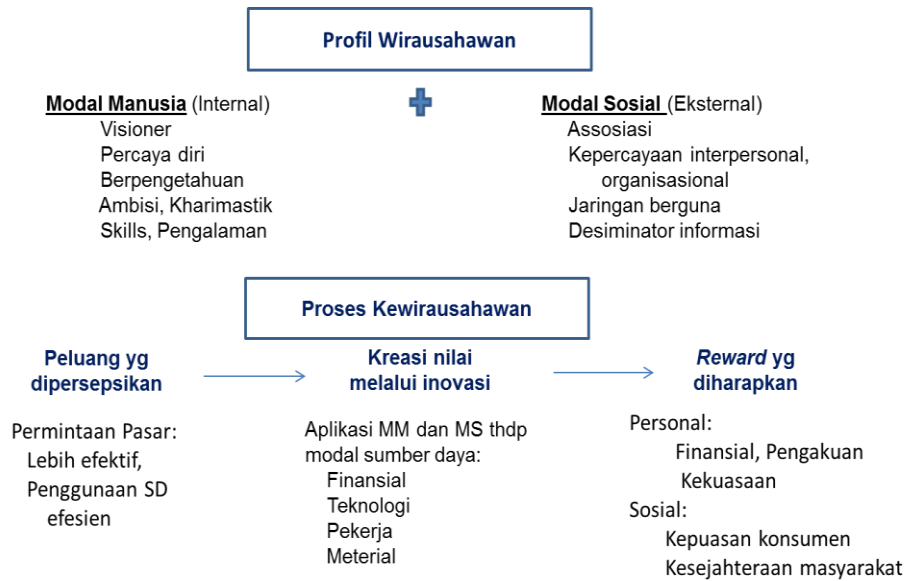 Profil Wirausahawan
Modal Manusia (Internal)
Visioner
Percaya diri
Berpengetahuan
Ambisi, Kharimastik
Skills, Pengalaman
Modal Sosial (Eksternal)
Assosiasi
Kepercayaan interpersonal,
organisasional
Jaringan berguna
Desiminator informasi
Proses Kewirausahawan
Peluang yg
dipersepsikan
Permintaan Pasar:
Lebih efektif,
Penggunaan SD
efesien
Kreasi nilai
melalui inovasi
Aplikasi MM dan MS thdp
modal sumber daya:
Finansial
Teknologi
Pekerja
Meterial
Reward yg
diharapkan
Personal:
Finansial, Pengakuan
Kekuasaan
Sosial:
Kepuasan konsumen
Kesejahteraan masyarakat